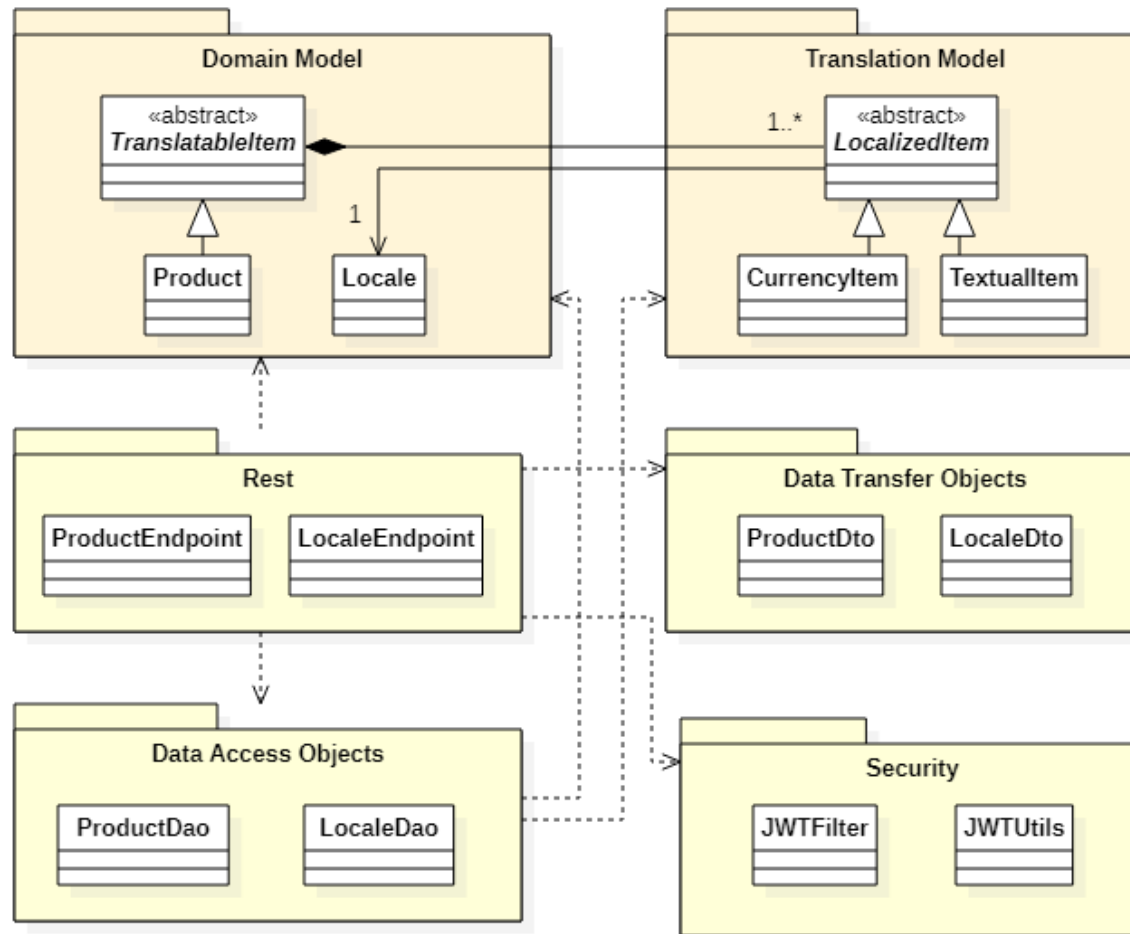 Domain Model
«abstract»
TranslatableItem
Product
Locale
1
1..*
Translation Model
«abstract»
LocalizedItem
CurrencyItem
TextualItem
Rest
ProductEndpoint
LocaleEndpoint
Data Transfer Objects
ProductDto
LocaleDto
Data Access Objects
ProductDao
LocaleDao
Security
JWTFilter
JWTUtils